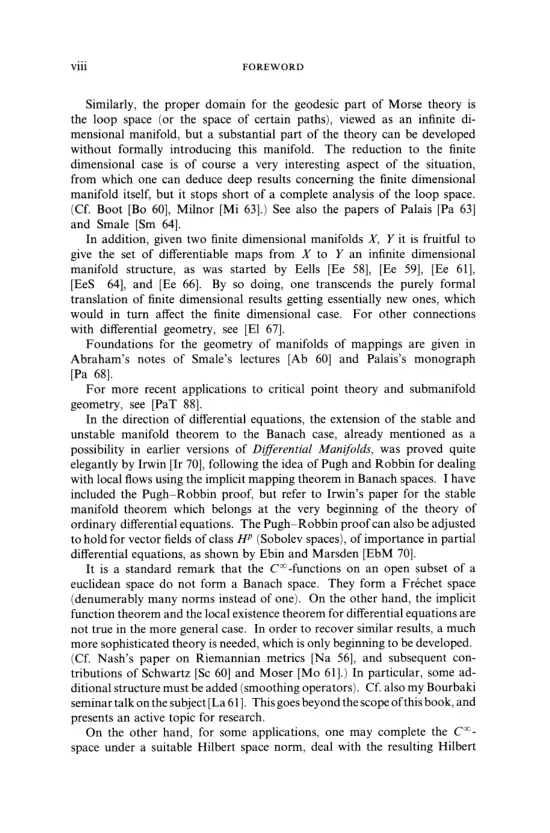 viii FOREWORD
Similarly, the proper domain for the geodesic part of Morse theory is
the loop space (or the space of certain paths), viewed as an infinite di-
mensional manifold, but a substantial part of the theory can be developed
without formally introducing this manifold. The reduction to the finite
dimensional case is of course a very interesting aspect of the situation,
from which one can deduce deep results concerning the finite dimensional
manifold itself, but it stops short of a complete analysis of the loop space.
(Cf. Boot [Bo 60], Milnor [Mi 63].) See also the papers of Palais [Pa 63]
and Smale [Sm 64].
In addition, given two finite dimensional manifolds X, Y it is fruitful to
give the set of differentiable maps from X to Y an infinite dimensional
manifold structure, as was started by Eells [Ee 58], [Ee 59], [Ee 61],
[EeS 64], and [Ee 66]. By so doing, one transcends the purely formal
translation of finite dimensional results getting essentially new ones, which
would in turn affect the finite dimensional case. For other connections
with differential geometry, see [El 67].
Foundations for the geometry of manifolds of mappings are given in
Abraham's notes of Smale's lectures [Ab 60] and Palais's monograph
[Pa 68].
For more recent applications to critical point theory and submanifold
geometry, see [PaT 88].
In the direction of differential equations, the extension of the stable and
unstable manifold theorem to the Banach case, already mentioned as a
possibility in earlier versions of Differential Manifolds, was proved quite
elegantly by Irwin [Ir 70], following the idea of Pugh and Robbin for dealing
with local flows using the implicit mapping theorem in Banach spaces. I have
included the Pugh–Robbin proof, but refer to Irwin's paper for the stable
manifold theorem which belongs at the very beginning of the theory of
ordinary differential equations. The Pugh–Robbin proof can also be adjusted
to hold for vector fields of class H^p (Sobolev spaces), of importance in partial
differential equations, as shown by Ebin and Marsden [EbM 70].
It is a standard remark that the C^∞-functions on an open subset of a
euclidean space do not form a Banach space. They form a Fréchet space
(denumerably many norms instead of one). On the other hand, the implicit
function theorem and the local existence theorem for differential equations are
not true in the more general case. In order to recover similar results, a much
more sophisticated theory is needed, which is only beginning to be developed.
(Cf. Nash's paper on Riemannian metrics [Na 56], and subsequent con-
tributions of Schwartz [Sc 60] and Moser [Mo 61].) In particular, some ad-
ditional structure must be added (smoothing operators). Cf. also my Bourbaki
seminar talk on the subject [La 61]. This goes beyond the scope of this book, and
presents an active topic for research.
On the other hand, for some applications, one may complete the C^∞-
space under a suitable Hilbert space norm, deal with the resulting Hilbert